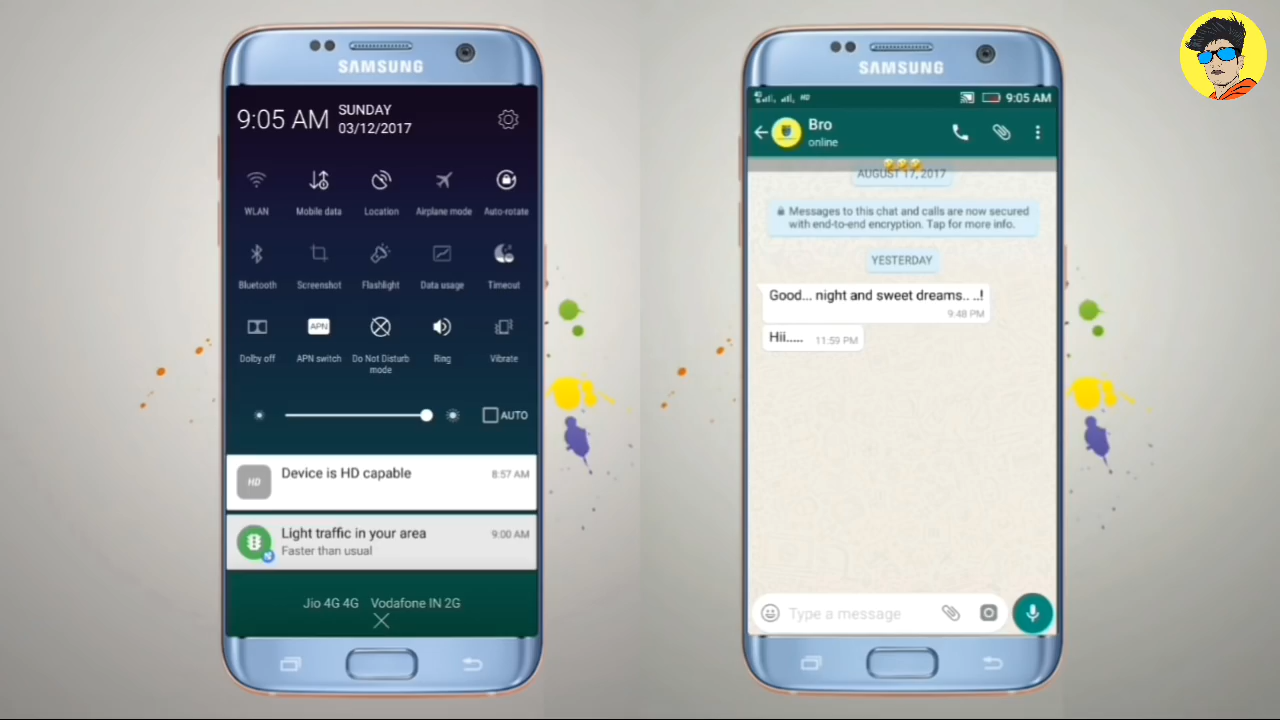 SAMSUNG
9:05 AM
SUNDAY
03/12/2017
WLAN
Mobile data
Location
Airplane mode
Auto-rotate
Bluetooth
Screenshot
Flashlight
Data usage
Timeout
Dolby off
APN
APN switch
Do Not Disturb
mode
Ring
Vibrate
AUTO
HD
Device is HD capable
8:57 AM
Light traffic in your area
9:00 AM
Faster than usual
Jio 4G 4G Vodafone IN 2G
SAMSUNG
4G HD 9:05 AM
Bro
online
AUGUST 17, 2017
Messages to this chat and calls are now secured
with end-to-end encryption. Tap for more info.
YESTERDAY
Good... night and sweet dreams.. ..!
9:48 PM
Hii..... 11:59 PM
Type a message